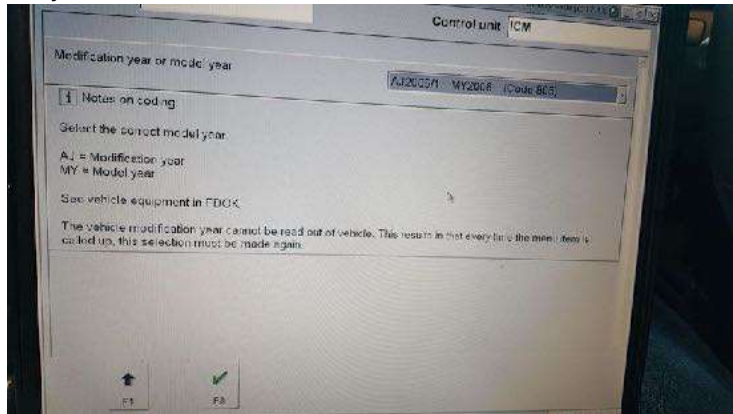 Control unit ICM
Modification year or model year
AJ2005/1 MY2006 (Code 805)
i Notes on coding
Select the correct model year
AJ = Modification year
MY = Model year
See vehicle equipment in FDOK
The vehicle modification year cannot be read out of vehicle. This results in that every time the menu item is
called up, this selection must be made again
F1 F3